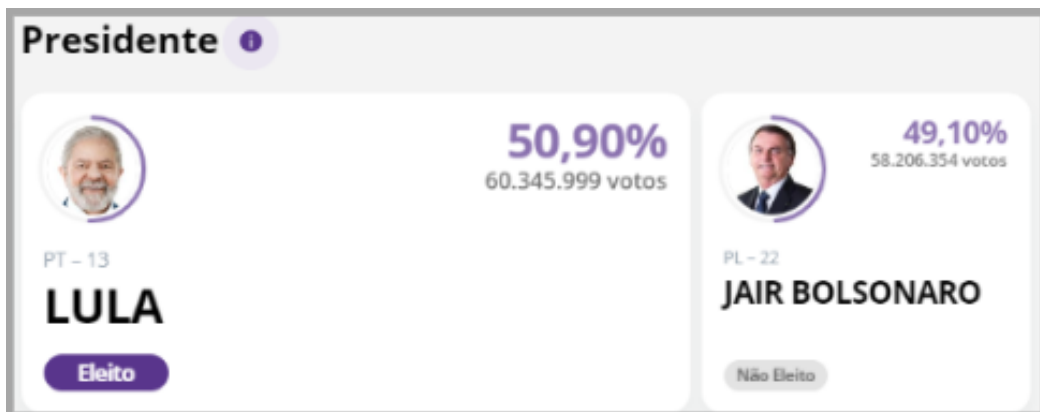 Presidente
50,90%
60.345.999 votos
PT – 13
LULA
Eleito
49,10%
58.206.354 votos
PL – 22
JAIR BOLSONARO
Não Eleito